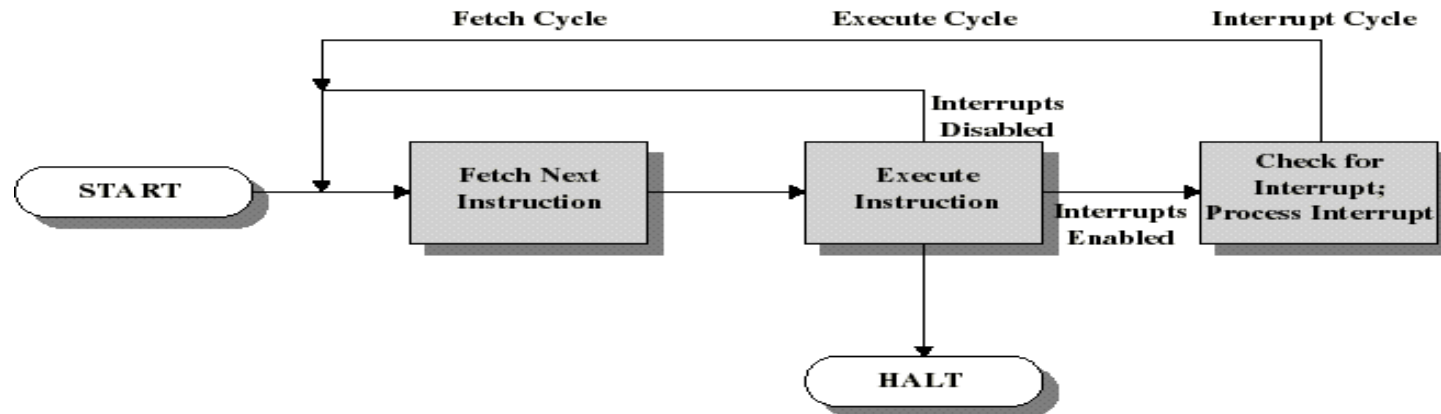 Fetch Cycle
Execute Cycle
Interrupt Cycle
Interrupts
Disabled
START
Fetch Next
Instruction
Execute
Instruction
Interrupts
Enabled
Check for
Interrupt;
Process Interrupt
HALT